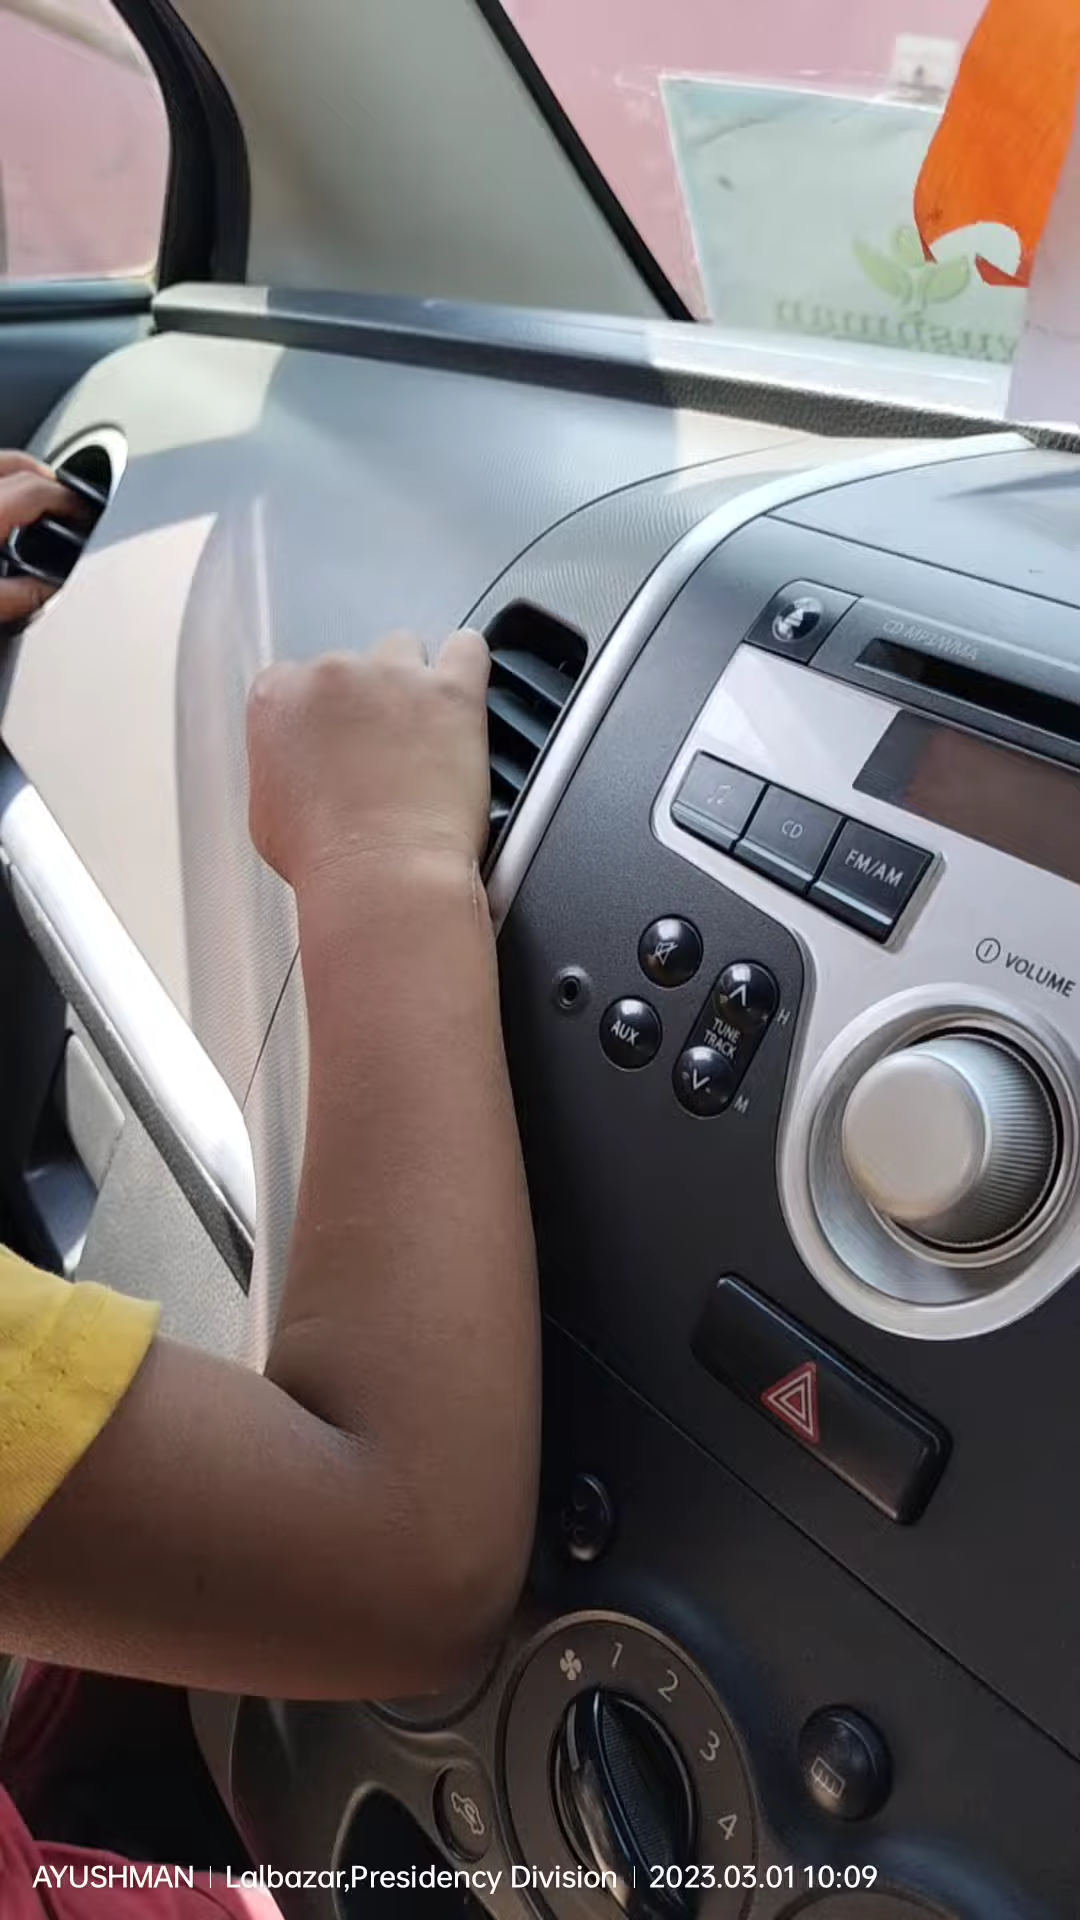 Ayushman
CD MP3/WMA
CD
FM/AM
VOLUME
AUX
TUNE
TRACK
H
M
1
2
3
4
AYUSHMAN | Lalbazar,Presidency Division | 2023.03.01 10:09